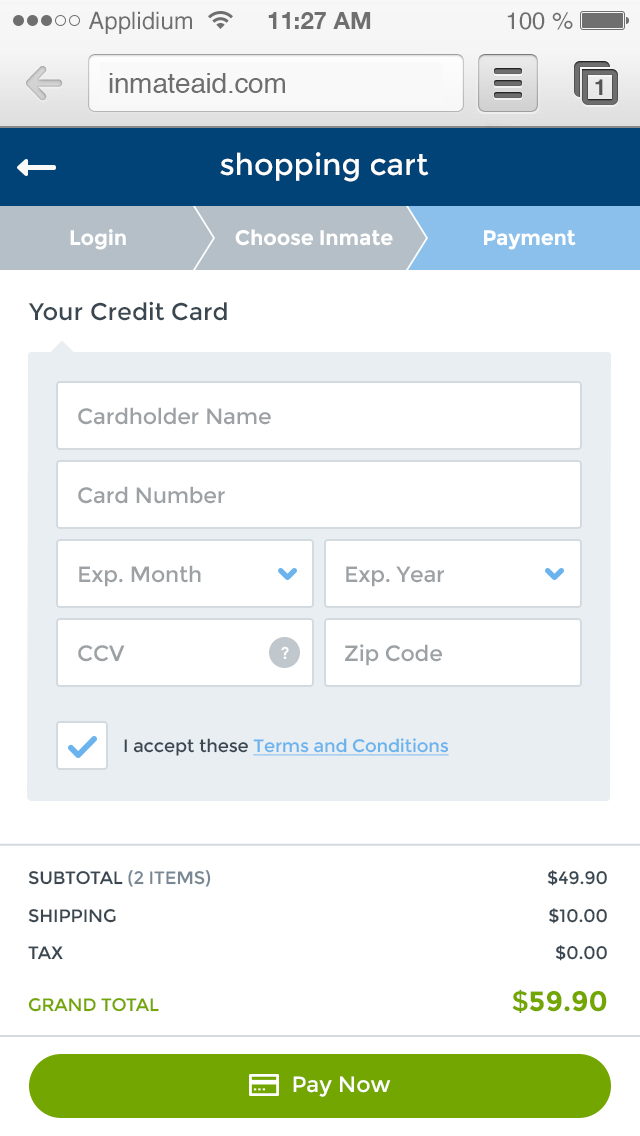 Applidium 11:27 AM 100 %
inmateaid.com
1
shopping cart
Login Choose Inmate Payment
Your Credit Card
Cardholder Name
Card Number
Exp. Month Exp. Year
CCV ? Zip Code
I accept these Terms and Conditions
SUBTOTAL (2 ITEMS) $49.90
SHIPPING $10.00
TAX $0.00
GRAND TOTAL $59.90
Pay Now